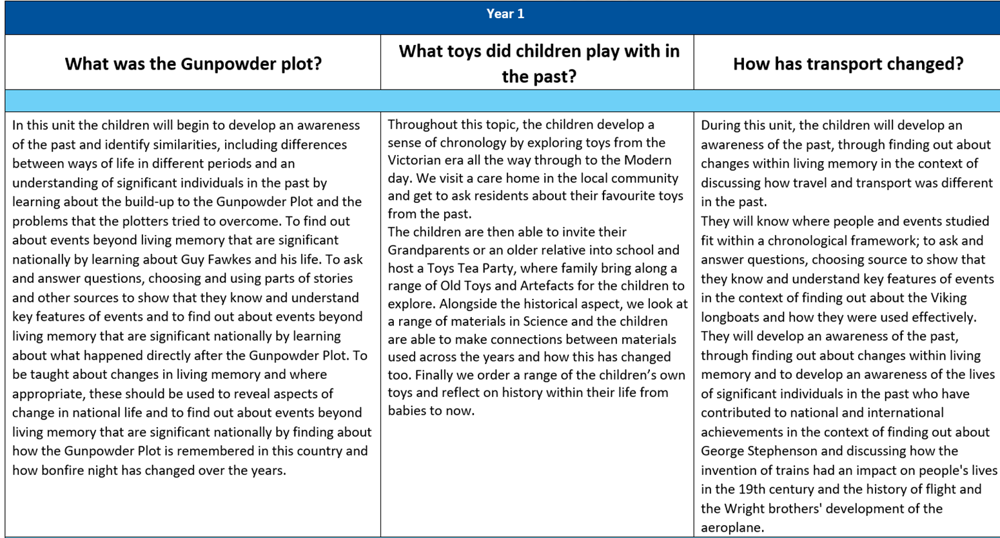 Year 1
What was the Gunpowder plot?
What toys did children play with in
the past?
How has transport changed?
In this unit the children will begin to develop an awareness
of the past and identify similarities, including differences
between ways of life in different periods and an
understanding of significant individuals in the past by
learning about the build-up to the Gunpowder Plot and the
problems that the plotters tried to overcome. To find out
about events beyond living memory that are significant
nationally by learning about Guy Fawkes and his life. To ask
and answer questions, choosing and using parts of stories
and other sources to show that they know and understand
key features of events and to find out about events beyond
living memory that are significant nationally by learning
about what happened directly after the Gunpowder Plot. To
be taught about changes in living memory and where
appropriate, these should be used to reveal aspects of
change in national life and to find out about events beyond
living memory that are significant nationally by finding about
how the Gunpowder Plot is remembered in this country and
how bonfire night has changed over the years.
Throughout this topic, the children develop a
sense of chronology by exploring toys from the
Victorian era all the way through to the Modern
day. We visit a care home in the local community
and get to ask residents about their favourite toys
from the past.
The children are then able to invite their
Grandparents or an older relative into school and
host a Toys Tea Party, where family bring along a
range of Old Toys and Artefacts for the children to
explore. Alongside the historical aspect, we look at
a range of materials in Science and the children
are able to make connections between materials
used across the years and how this has changed
too. Finally we order a range of the children’s own
toys and reflect on history within their life from
babies to now.
During this unit, the children will develop an
awareness of the past, through finding out about
changes within living memory in the context of
discussing how travel and transport was different
in the past.
They will know where people and events studied
fit within a chronological framework; to ask and
answer questions, choosing source to show that
they know and understand key features of events
in the context of finding out about the Viking
longboats and how they were used effectively.
They will develop an awareness of the past,
through finding out about changes within living
memory and to develop an awareness of the lives
of significant individuals in the past who have
contributed to national and international
achievements in the context of finding out about
George Stephenson and discussing how the
invention of trains had an impact on people's lives
in the 19th century and the history of flight and
the Wright brothers' development of the
aeroplane.